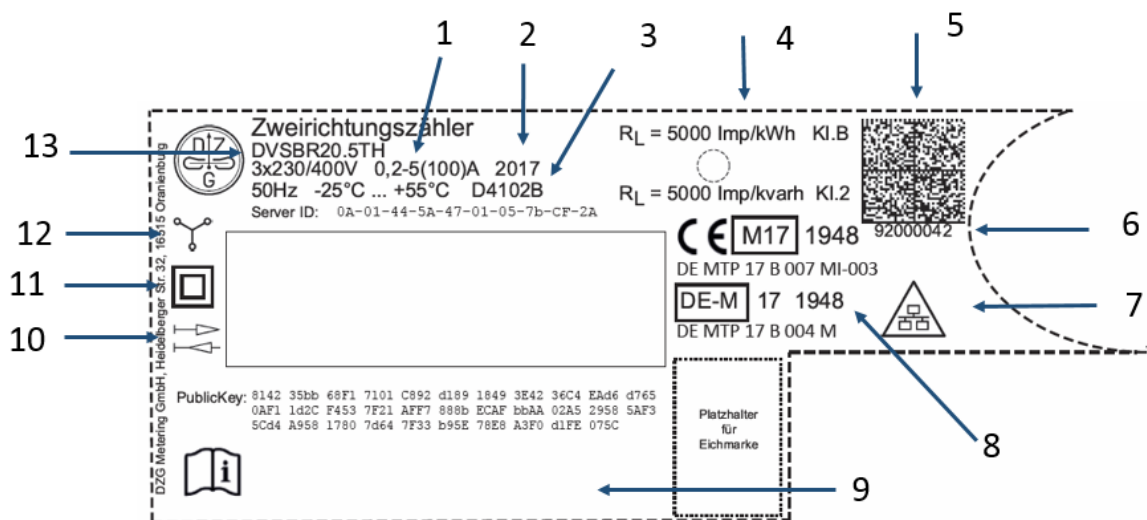 1
2
3
4
5
13
D Z
G
Zweirichtungszähler
DVSBR20.5TH
3x230/400V 0,2-5(100)A 2017
50Hz -25°C ... +55°C D4102B
Server ID: 0A-01-44-5A-47-01-05-7b-CF-2A
RL = 5000 Imp/kWh Kl.B
RL = 5000 Imp/kvarh Kl.2
92000042
6
12
CE M17 1948
DE MTP 17 B 007 MI-003
11
DE-M 17 1948
7
DE MTP 17 B 004 M
10
8
DZG Metering GmbH, Heidelberger Str. 32, 16515 Oranienburg
PublicKey: 8142 35bb 68F1 7101 C892 d189 1849 3E42 36C4 EAd6 d765
0AF1 1d2C F453 7F21 AFF7 888b ECAF bbAA 02A5 2958 5AF3
5Cd4 A958 1780 7d64 7F33 b95E 78E8 A3F0 d1FE 075C
Platzhalter
für
Eichmarke
i
9